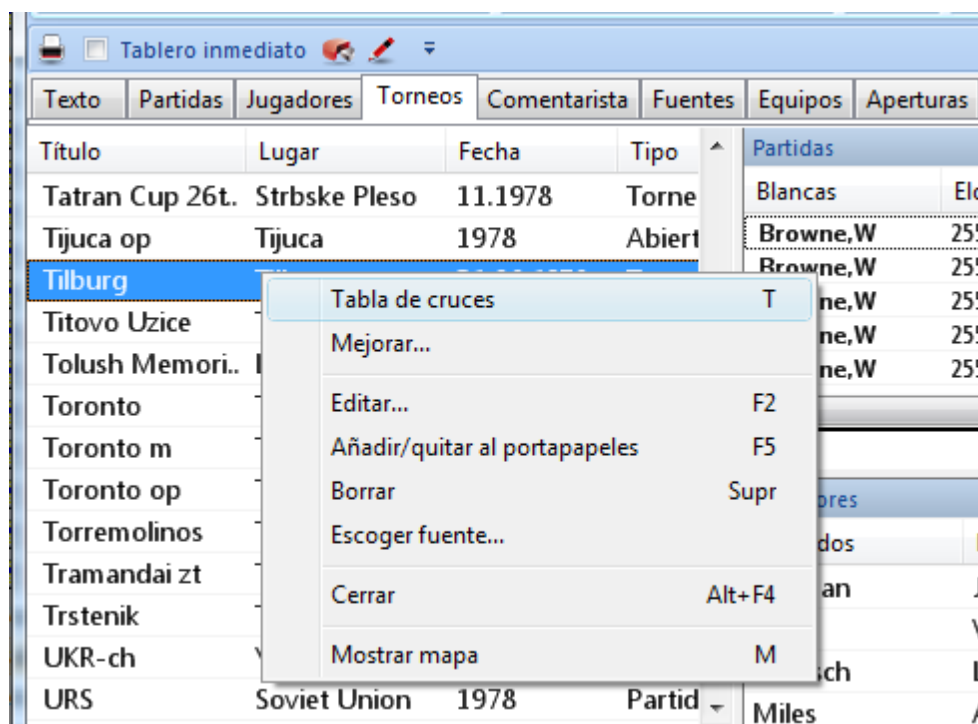 Tablero inmediato
Texto Partidas Jugadores Torneos Comentarista Fuentes Equipos Aperturas
Título Lugar Fecha Tipo Partidas
Blancas
Tatran Cup 26t.. Strbske Pleso 11.1978
Tijuca op Tijuca 1978 Browne,W
Tilburg Browne,W
Titovo Uzice
Tolush Memori..
Toronto
Toronto m
Toronto op
Torremolinos
Tramandai zt
Trstenik
UKR-ch
URS Soviet Union 1978 Miles
Tabla de cruces T
Mejorar...
Editar... F2
Añadir/quitar al portapapeles F5
Borrar Supr
Escoger fuente...
Cerrar Alt+F4
Mostrar mapa M